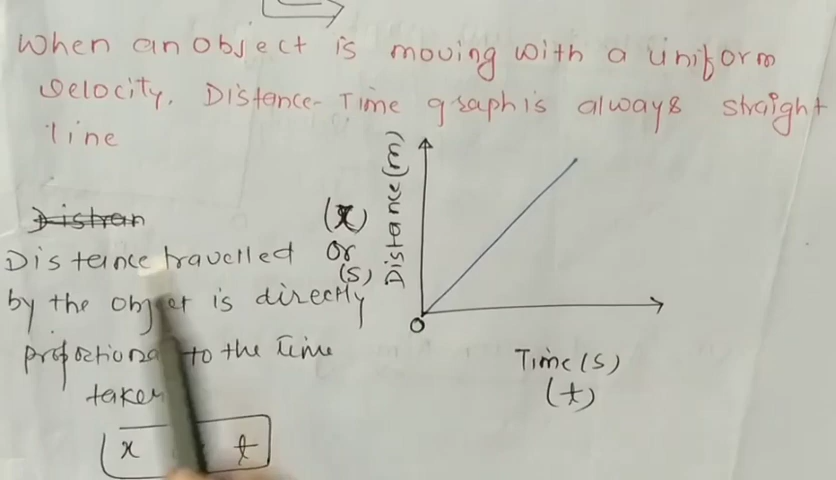 When an object is moving with a uniform
velocity, Distance-Time graph is always straight
line
Distan
Distance travelled
by the object is directly
proportional to the time
taken
x t
(x)
or
(s)
Distance (m)
O
Time (s)
(t)